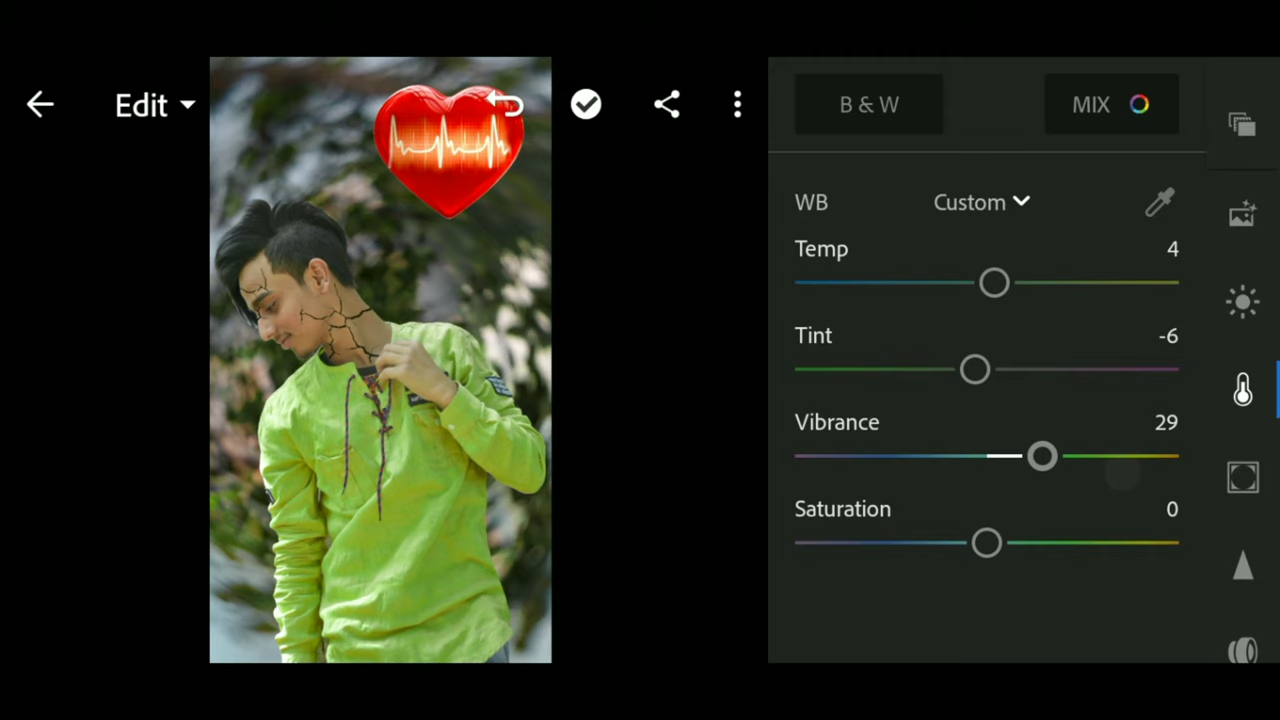 Edit
B & W
MIX
WB Custom
Temp 4
Tint -6
Vibrance 29
Saturation 0